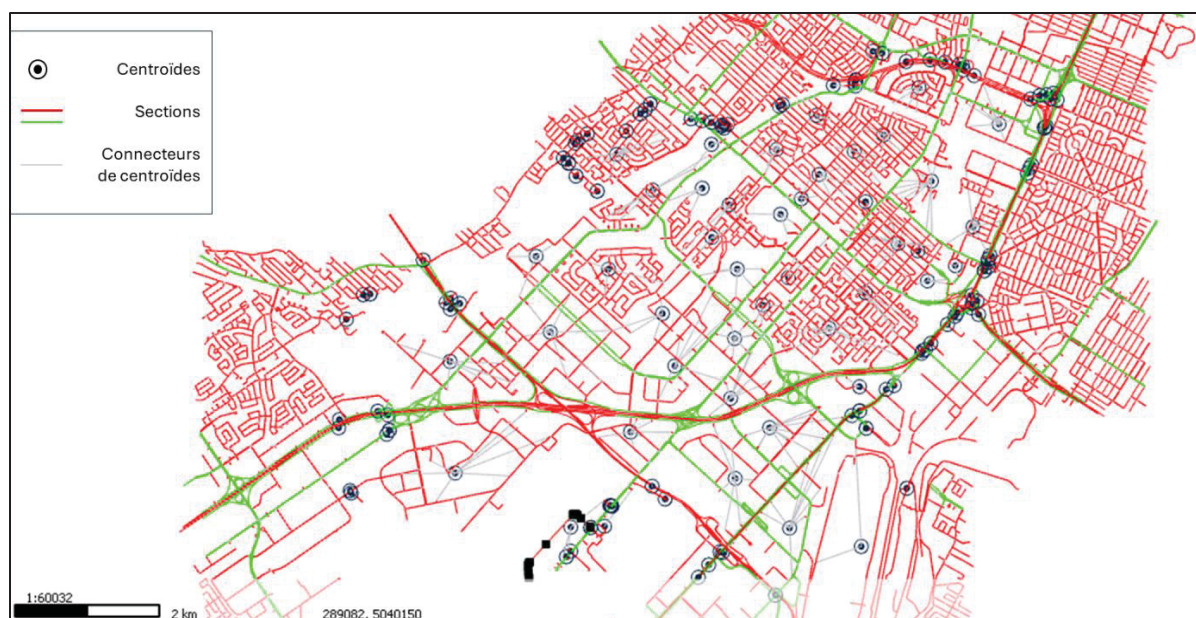 Centroïdes
Sections
Connecteurs
de centroïdes
1:60032
2 km
289082, 5040150